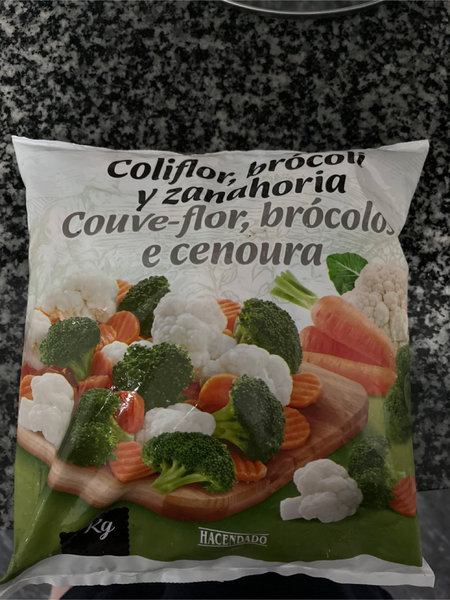 Coliflor, brócoli
y zanahoria
Couve-flor, brócolos
e cenoura
Kg
HACENDADO